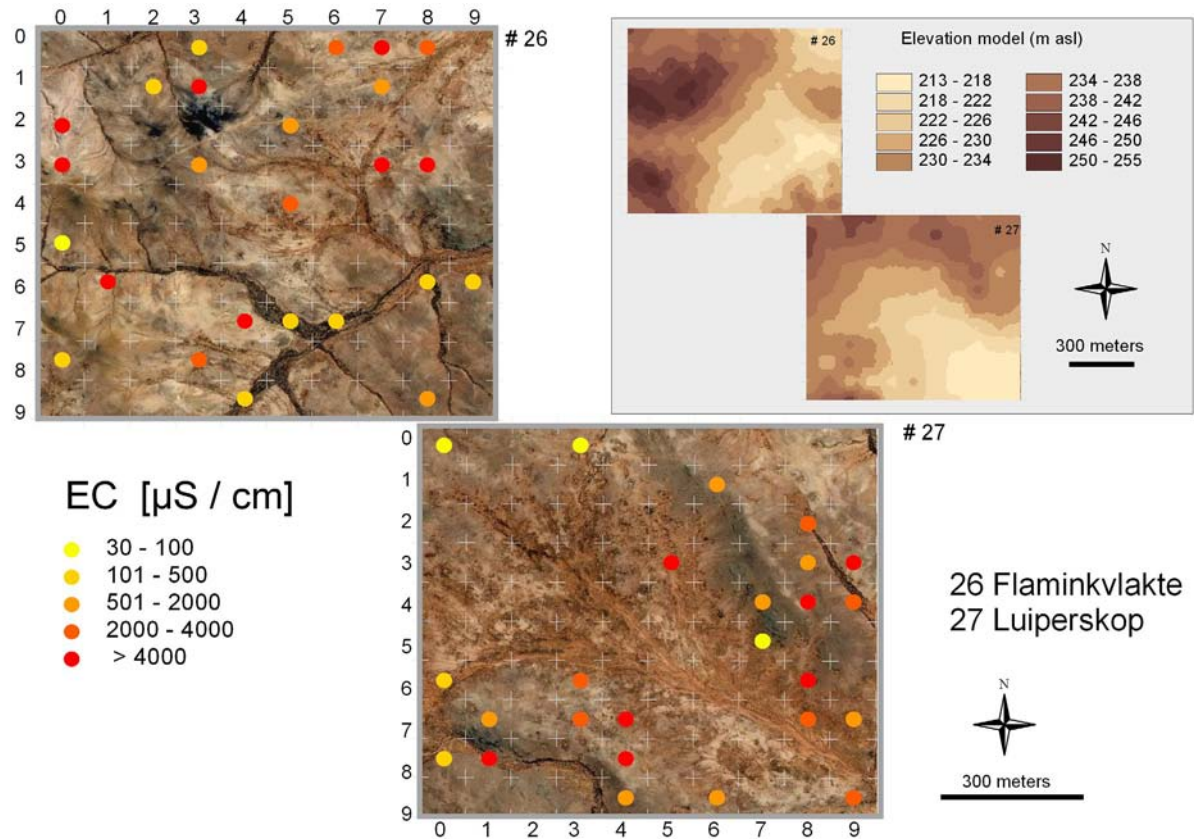 0 1 2 3 4 5 6 7 8 9
0
1
2
3
4
5
6
7
8
9
# 26
# 26
Elevation model (m asl)
213 - 218
218 - 222
222 - 226
226 - 230
230 - 234
234 - 238
238 - 242
242 - 246
246 - 250
250 - 255
# 27
N
300 meters
# 27
0
1
2
3
4
5
6
7
8
9
0 1 2 3 4 5 6 7 8 9
EC [µS / cm]
30 - 100
101 - 500
501 - 2000
2000 - 4000
> 4000
26 Flaminkvlakte
27 Luiperskop
N
300 meters